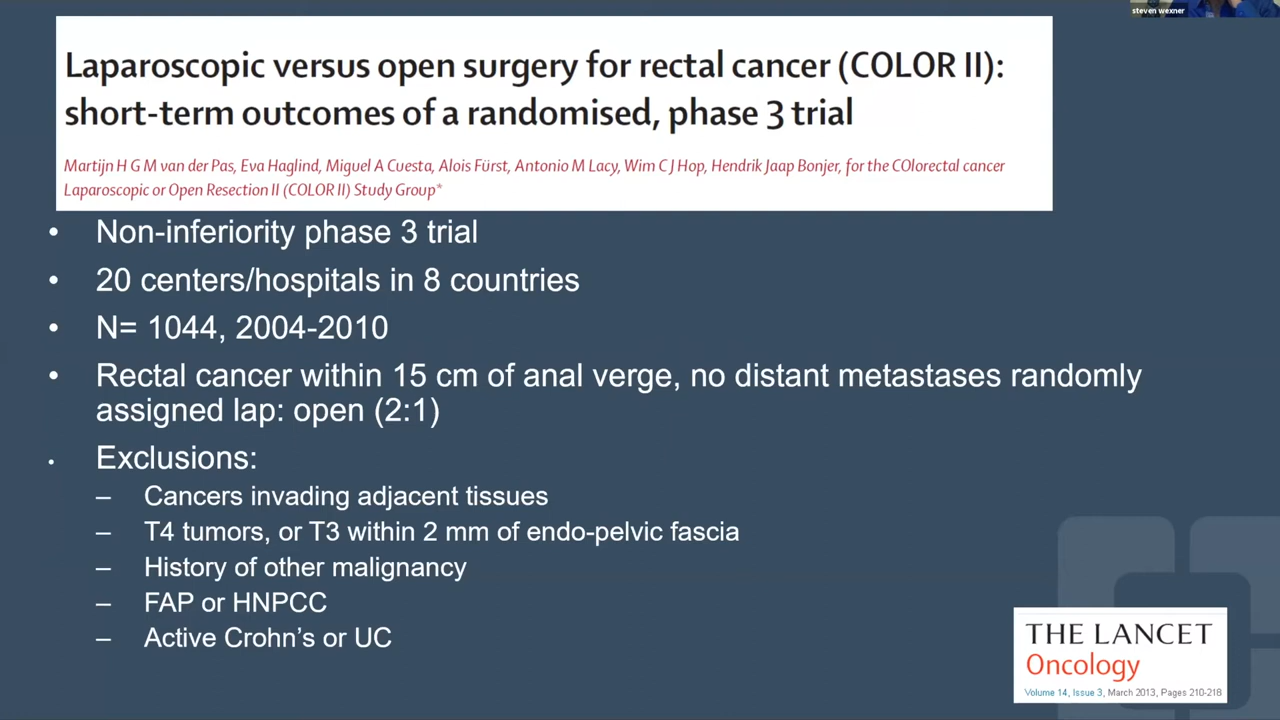 steven wexner
Laparoscopic versus open surgery for rectal cancer (COLOR II):
short-term outcomes of a randomised, phase 3 trial
Martijn H G M van der Pas, Eva Haglind, Miguel A Cuesta, Alois Fürst, Antonio M Lacy, Wim C J Hop, Hendrik Jaap Bonjer, for the COlorectal cancer
Laparoscopic or Open Resection II (COLOR II) Study Group*
• Non-inferiority phase 3 trial
• 20 centers/hospitals in 8 countries
• N= 1044, 2004-2010
• Rectal cancer within 15 cm of anal verge, no distant metastases randomly
assigned lap: open (2:1)
• Exclusions:
– Cancers invading adjacent tissues
– T4 tumors, or T3 within 2 mm of endo-pelvic fascia
– History of other malignancy
– FAP or HNPCC
– Active Crohn's or UC
THE LANCET
Oncology
Volume 14, Issue 3, March 2013, Pages 210-218